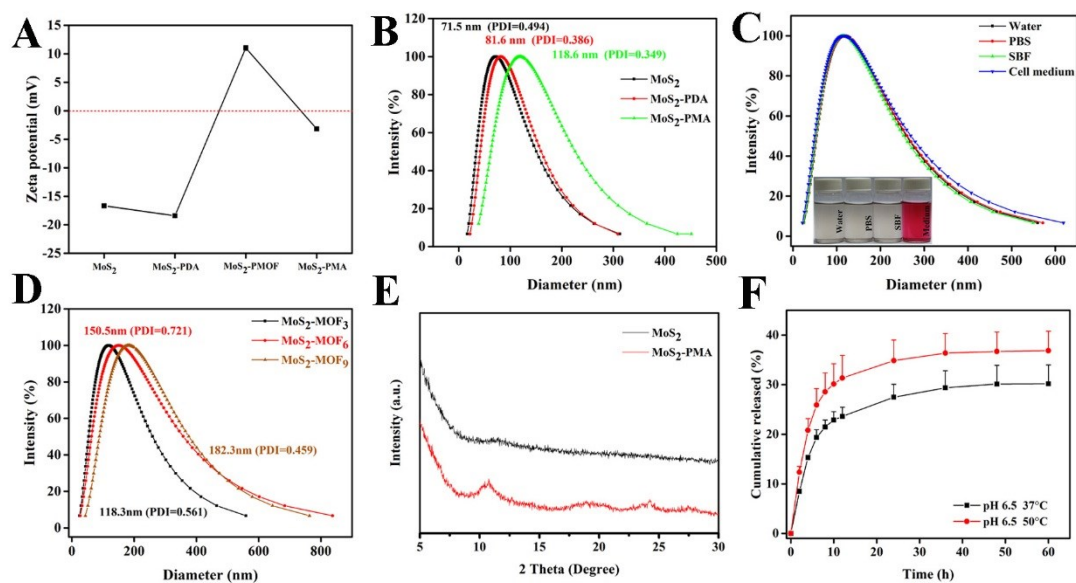 A
Zeta potential (mV)
15
10
5
0
-5
-10
-15
-20
-25
MoS2
MoS2-PDA
MoS2-PMOF
MoS2-PMA
B
71.5 nm (PDI=0.494)
81.6 nm (PDI=0.386)
118.6 nm (PDI=0.349)
MoS2
MoS2-PDA
MoS2-PMA
Intensity (%)
120
100
80
60
40
20
0
0 100 200 300 400 500
Diameter (nm)
C
Water
PBS
SBF
Cell medium
Intensity (%)
100
80
60
40
20
0
Water
PBS
SBF
Medium
0 100 200 300 400 500 600
Diameter (nm)
D
150.5nm (PDI=0.721)
MoS2-MOF3
MoS2-MOF6
MoS2-MOF9
182.3nm (PDI=0.459)
118.3nm (PDI=0.561)
Intensity (%)
120
100
80
60
40
20
0
0 200 400 600 800
Diameter (nm)
E
MoS2
MoS2-PMA
Intensity (a.u.)
5 10 15 20 25 30
2 Theta (Degree)
F
Cumulative released (%)
40
30
20
10
0
pH 6.5 37°C
pH 6.5 50°C
0 10 20 30 40 50 60
Time (h)